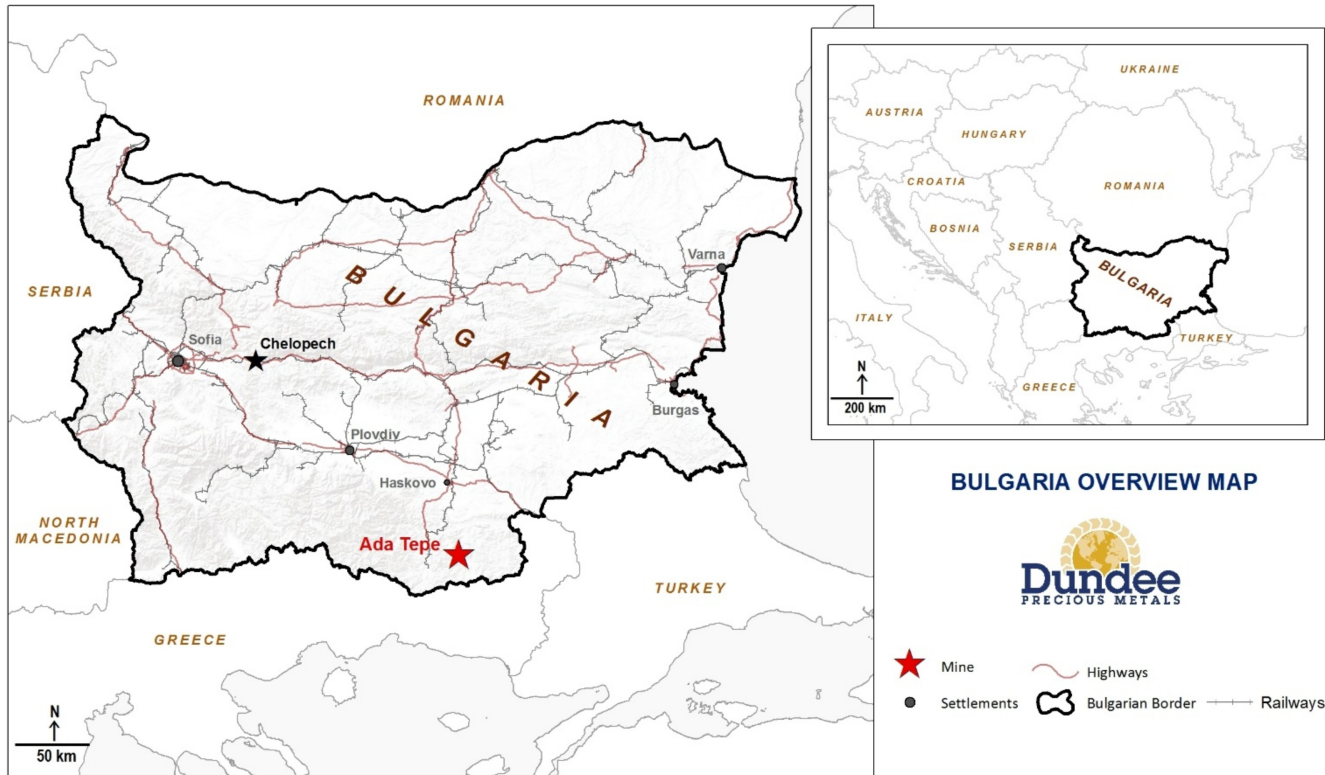 ROMANIA
SERBIA
BULGARIA
Varna
Sofia
Chelopech
Burgas
Plovdiv
Haskovo
NORTH
MACEDONIA
Ada Tepe
TURKEY
GREECE
N
50 km
UKRAINE
AUSTRIA
HUNGARY
CROATIA
ROMANIA
BOSNIA
SERBIA
BULGARIA
ITALY
TURKEY
GREECE
N
200 km
BULGARIA OVERVIEW MAP
Dundee
PRECIOUS METALS
Mine
Highways
Settlements
Bulgarian Border
Railways